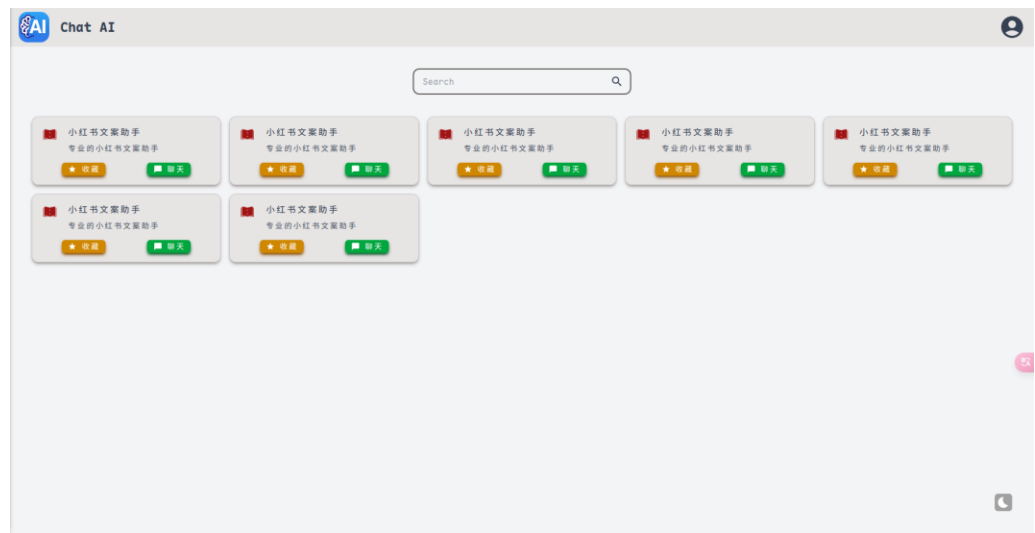 AI Chat AI
Search
小红书文案助手 小红书文案助手 小红书文案助手 小红书文案助手 小红书文案助手
专业的小红书文案助手 专业的小红书文案助手 专业的小红书文案助手 专业的小红书文案助手 专业的小红书文案助手
收藏 聊天 收藏 聊天 收藏 聊天 收藏 聊天 收藏 聊天
小红书文案助手 小红书文案助手
专业的小红书文案助手 专业的小红书文案助手
收藏 聊天 收藏 聊天